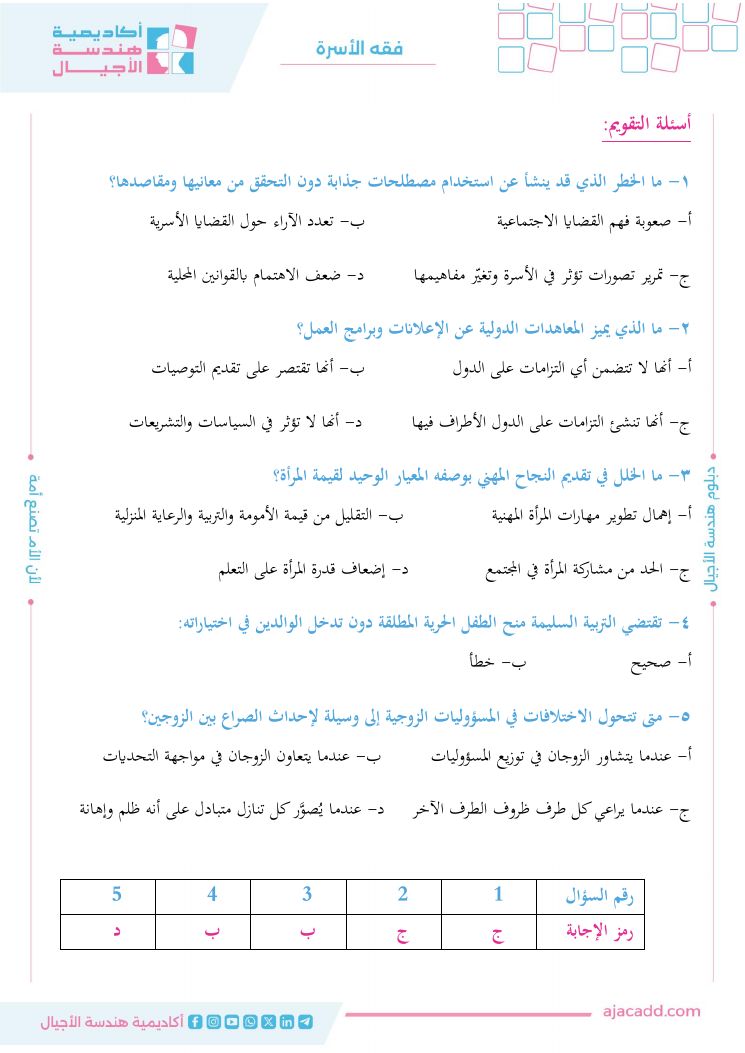 أكاديمية
هندسة
الأجيال
فقه الأسرة
أسئلة التقويم:
١- ما الخطر الذي قد ينشأ عن استخدام مصطلحات جذابة دون التحقق من معانيها ومقاصدها؟
أ- صعوبة فهم القضايا الاجتماعية ب- تعدد الآراء حول القضايا الأسرية
ج- تمرير تصورات تؤثر في الأسرة وتغيّر مفاهيمها د- ضعف الاهتمام بالقوانين المحلية
٢- ما الذي يميز المعاهدات الدولية عن الإعلانات وبرامج العمل؟
أ- أنها لا تتضمن أي التزامات على الدول ب- أنها تقتصر على تقديم التوصيات
ج- أنها تنشئ التزامات على الدول الأطراف فيها د- أنها لا تؤثر في السياسات والتشريعات
٣- ما الخلل في تقديم النجاح المهني بوصفه المعيار الوحيد لقيمة المرأة؟
أ- إهمال تطوير مهارات المرأة المهنية ب- التقليل من قيمة الأمومة والتربية والرعاية المنزلية
ج- الحد من مشاركة المرأة في المجتمع د- إضعاف قدرة المرأة على التعلم
٤- تقتضي التربية السليمة منح الطفل الحرية المطلقة دون تدخل الوالدين في اختياراته:
أ- صحيح ب- خطأ
٥- متى تتحول الاختلافات في المسؤوليات الزوجية إلى وسيلة لإحداث الصراع بين الزوجين؟
أ- عندما يتشاور الزوجان في توزيع المسؤوليات ب- عندما يتعاون الزوجان في مواجهة التحديات
ج- عندما يراعي كل طرف ظروف الطرف الآخر د- عندما يُصوَّر كل تنازل متبادل على أنه ظلم وإهانة
رقم السؤال 1 2 3 4 5
رمز الإجابة ج ج ب ب د
دبلوم هندسة الأجيال
لأن الأم تصنع أمة
ajacadd.com
أكاديمية هندسة الأجيال